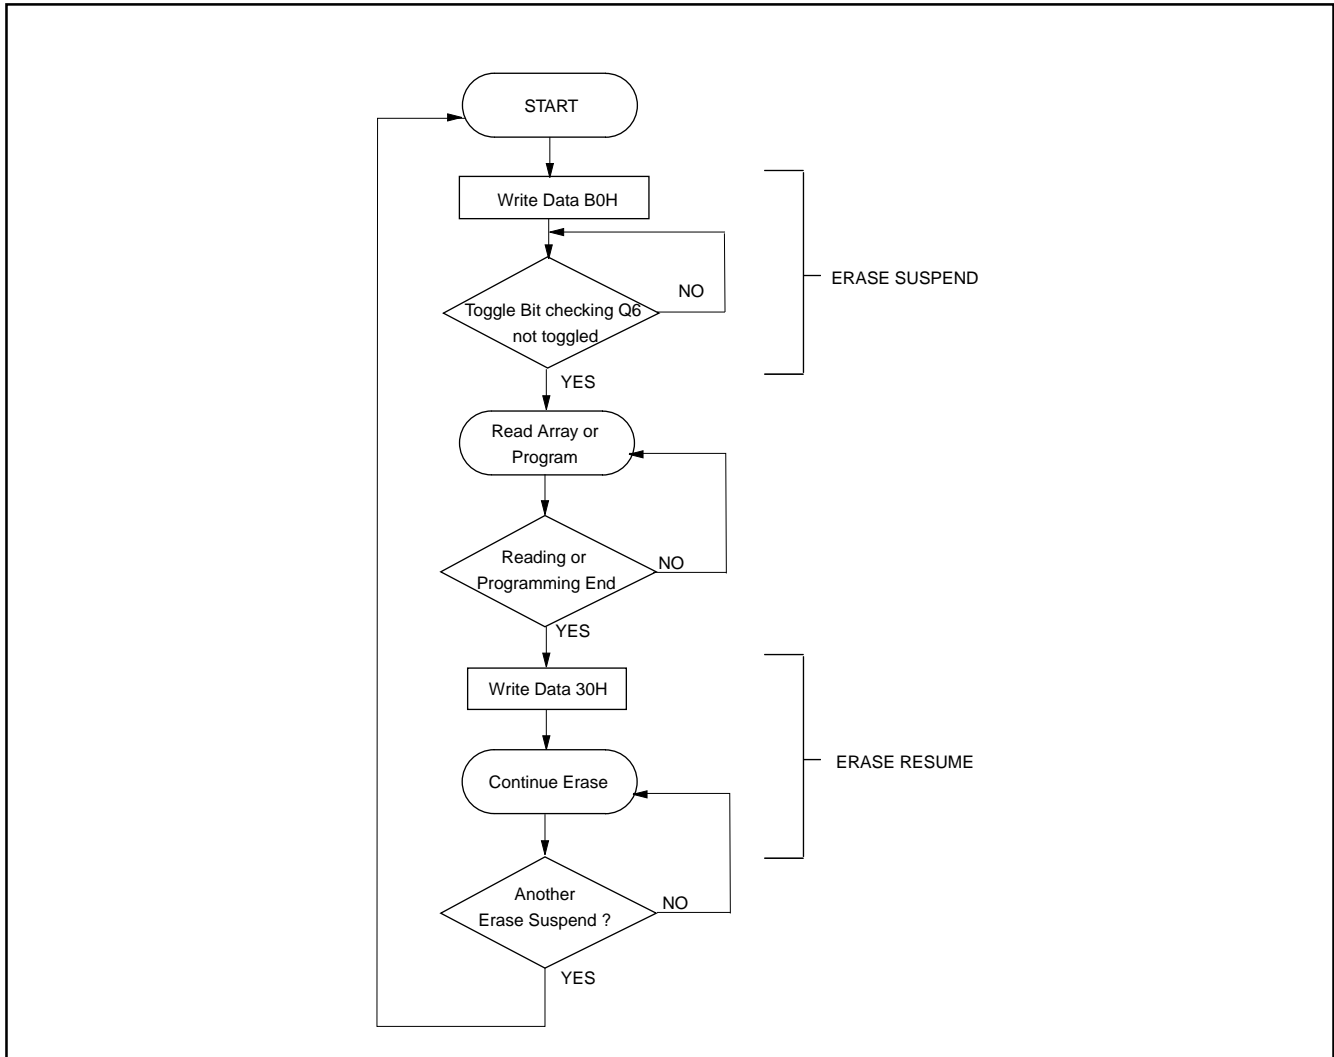 START
Write Data B0H
ERASE SUSPEND
NO
Toggle Bit checking Q6
not toggled
YES
Read Array or
Program
Reading or
Programming End
NO
YES
Write Data 30H
Continue Erase
ERASE RESUME
Another
Erase Suspend ?
NO
YES